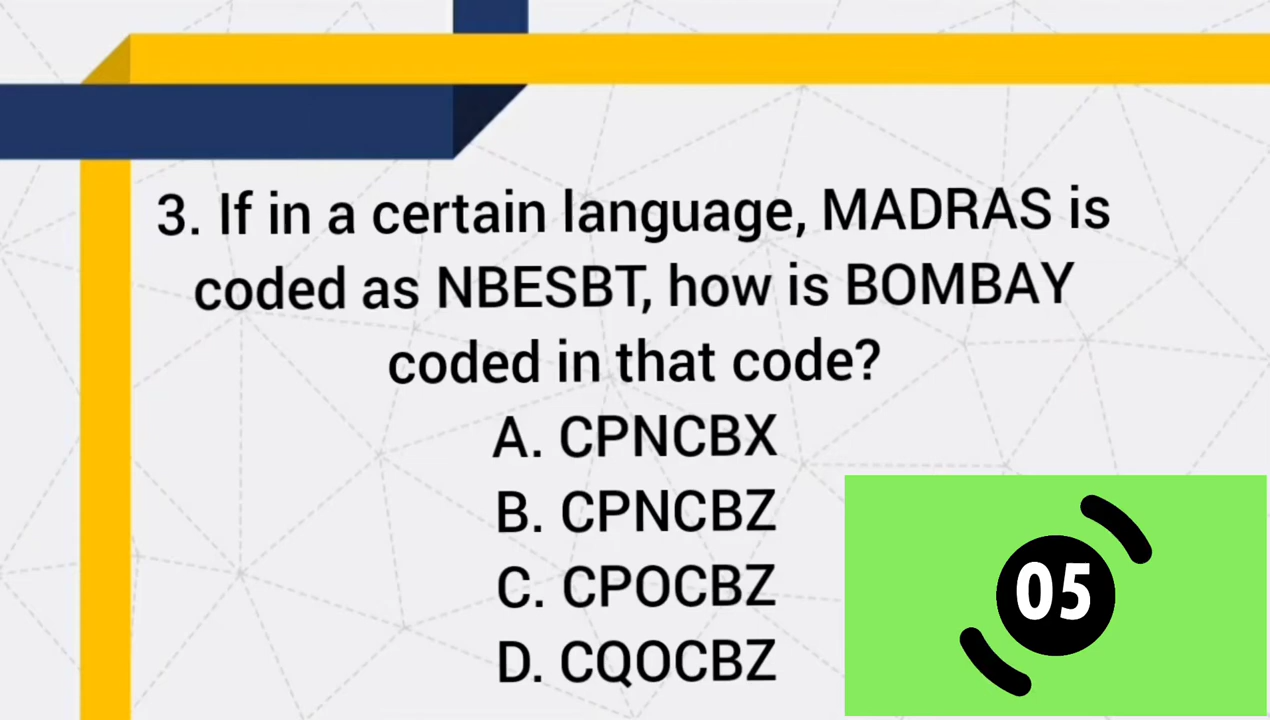 3. If in a certain language, MADRAS is
coded as NBESBT, how is BOMBAY
coded in that code?
A. CPNCBX
B. CPNCBZ
C. CPOCBZ
D. CQOCBZ
05